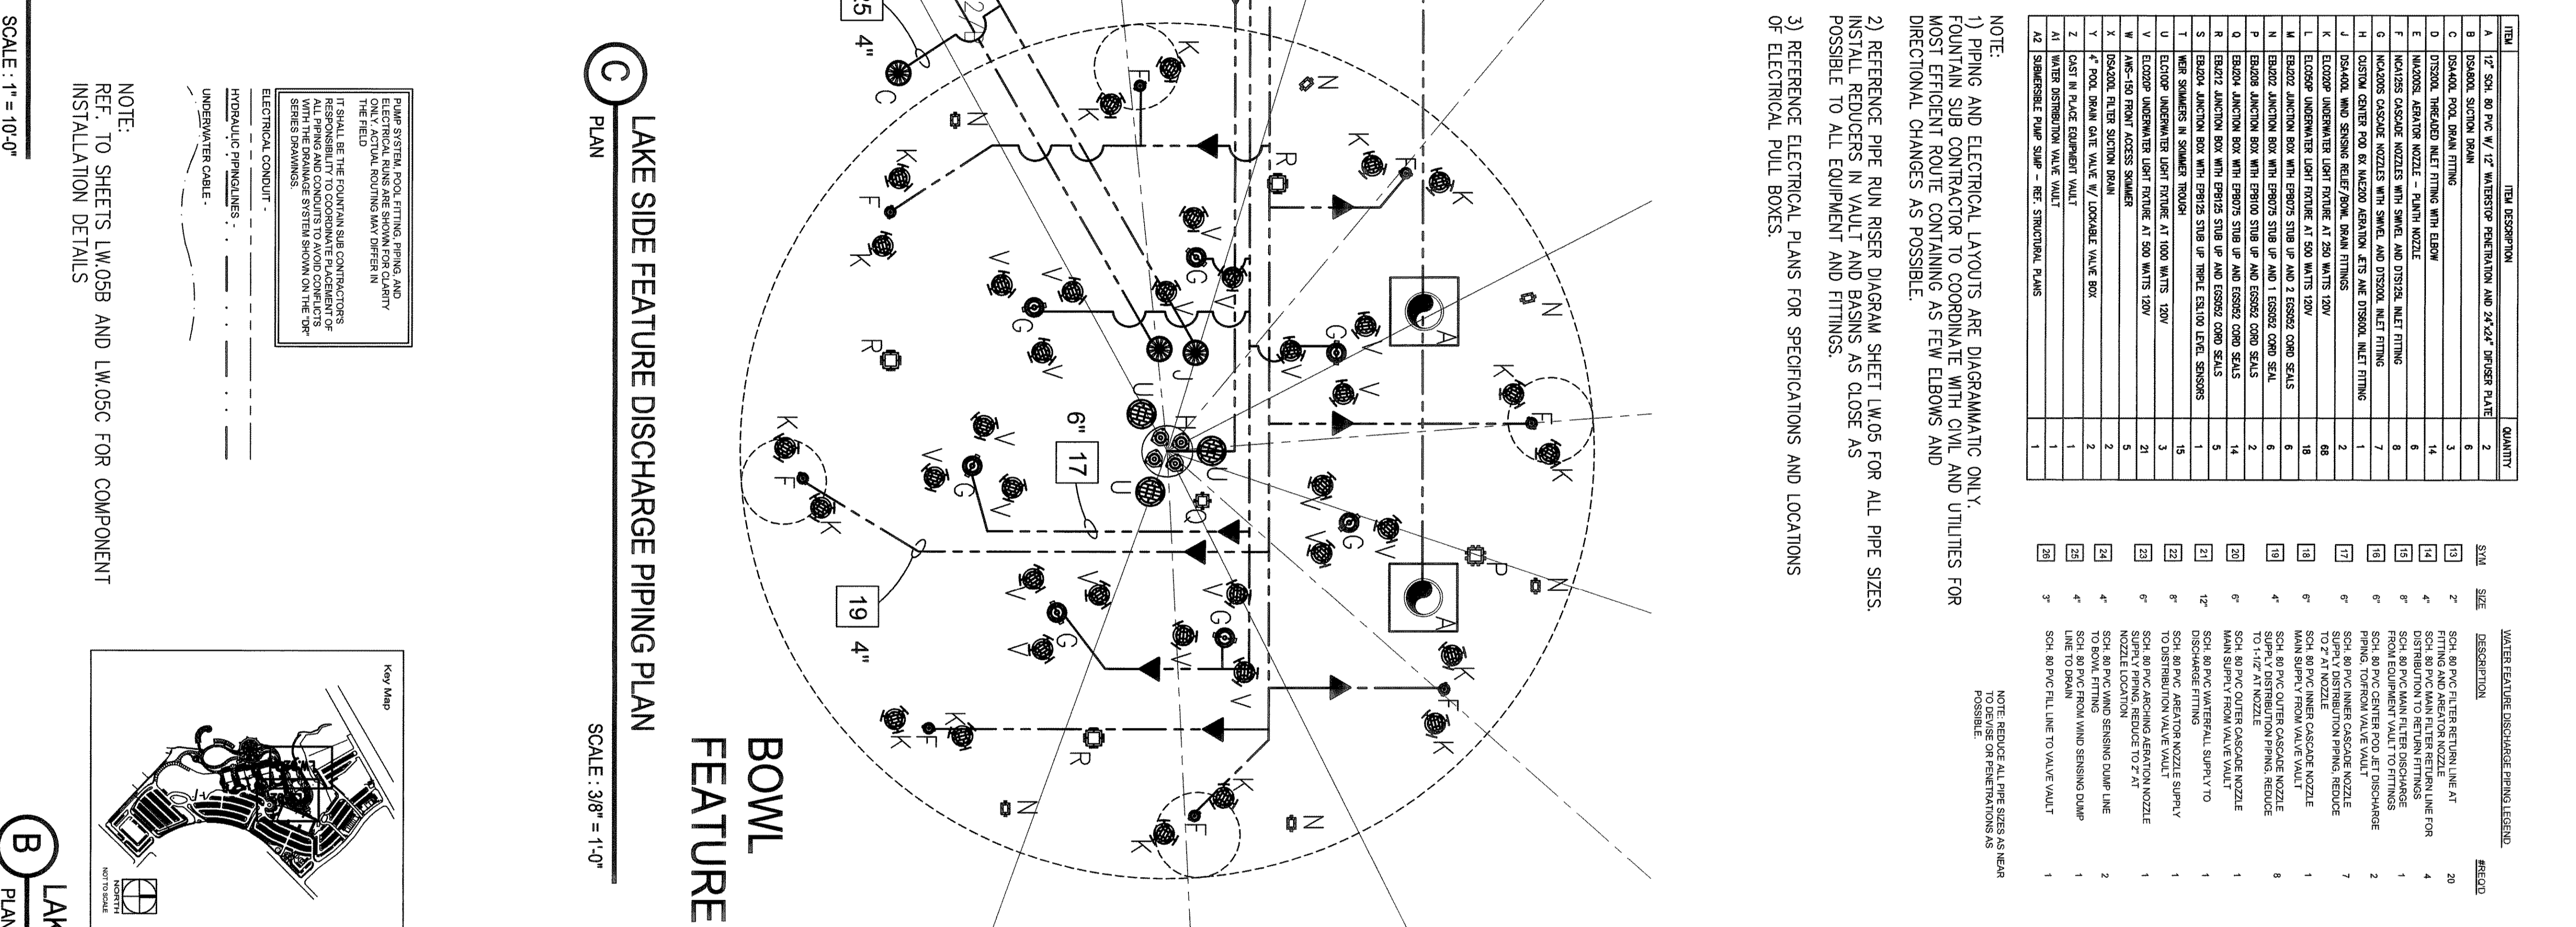 ITEM ITEM DESCRIPTION QUANTITY
A 12" SCH. 80 PVC W/ 12" WATERSTOP PENETRATION AND 24"x24" DIFUSER PLATE 2
B DSA800L SUCTION DRAIN 6
C DSA400L POOL DRAIN FITTING 3
D DTS200L THREADED INLET FITTING WITH ELBOW 14
E NIA200SL AERATOR NOZZLE - PLINTH NOZZLE 6
F NCA125S CASCADE NOZZLES WITH SWIVEL AND DTS125L INLET FITTING 8
G NCA200S CASCADE NOZZLES WITH SWIVEL AND DTS200L INLET FITTING 7
H CUSTOM CENTER POD 6X NAE200 AERATION JETS ANE DTS600L INLET FITTING 1
J DSA400L WIND SENSING RELIEF/BOWL DRAIN FITTINGS 2
K ELC020P UNDERWATER LIGHT FIXTURE AT 250 WATTS 120V 68
L ELC050P UNDERWATER LIGHT FIXTURE AT 500 WATTS 120V 18
M EBJ202 JUNCTION BOX WITH EPB075 STUB UP AND 2 EGS052 CORD SEALS 6
N EBJ202 JUNCTION BOX WITH EPB075 STUB UP AND 1 EGS052 CORD SEAL 6
P EBJ208 JUNCTION BOX WITH EPB100 STUB UP AND EGS052 CORD SEALS 2
Q EBJ204 JUNCTION BOX WITH EPB075 STUB UP AND EGS052 CORD SEALS 14
R EBJ212 JUNCTION BOX WITH EPB125 STUB UP AND EGS052 CORD SEALS 5
S EBJ204 JUNCTION BOX WITH EPB125 STUB UP TRIPLE ESL100 LEVEL SENSORS 1
T WEIR SKIMMERS IN SKIMMER TROUGH 15
U ELC100P UNDERWATER LIGHT FIXTURE AT 1000 WATTS 120V 3
V ELC020P UNDERWATER LIGHT FIXTURE AT 500 WATTS 120V 21
W AWS-150 FRONT ACCESS SKIMMER 5
X DSA200L FILTER SUCTION DRAIN 2
Y 4" POOL DRAIN GATE VALVE W/ LOCKABLE VALVE BOX 2
Z CAST IN PLACE EQUIPMENT VAULT 1
A1 WATER DISTRIBUTION VALVE VAULT 1
A2 SUBMERSIBLE PUMP SUMP - REF. STRUCTURAL PLANS 1
NOTE:
1) PIPING AND ELECTRICAL LAYOUTS ARE DIAGRAMMATIC ONLY.
FOUNTAIN SUB CONTRACTOR TO COORDINATE WITH CIVIL AND UTILITIES FOR
MOST EFFICIENT ROUTE CONTAINING AS FEW ELBOWS AND
DIRECTIONAL CHANGES AS POSSIBLE.
2) REFERENCE PIPE RUN RISER DIAGRAM SHEET LW.05 FOR ALL PIPE SIZES.
INSTALL REDUCERS IN VAULT AND BASINS AS CLOSE AS
POSSIBLE TO ALL EQUIPMENT AND FITTINGS.
3) REFERENCE ELECTRICAL PLANS FOR SPECIFICATIONS AND LOCATIONS
OF ELECTRICAL PULL BOXES.
WATER FEATURE DISCHARGE PIPING LEGEND
SYM SIZE DESCRIPTION #REQ'D
13 2" SCH. 80 PVC FILTER RETURN LINE AT 20
FITTING AND AREATOR NOZZLE
14 4" SCH. 80 PVC MAIN FILTER RETURN LINE FOR 4
DISTRIBUTION TO RETURN FITTINGS
15 8" SCH. 80 PVC MAIN FILTER DISCHARGE 1
FROM EQUIPMENT VAULT TO FITTINGS
16 6" SCH. 80 PVC CENTER POD JET DISCHARGE 2
PIPING, TO/FROM VALVE VAULT
17 6" SCH. 80 PVC INNER CASCADE NOZZLE 7
SUPPLY DISTRIBUTION PIPING, REDUCE
TO 2" AT NOZZLE
18 6" SCH. 80 PVC INNER CASCADE NOZZLE 1
MAIN SUPPLY FROM VALVE VAULT
19 4" SCH. 80 PVC OUTER CASCADE NOZZLE 8
SUPPLY DISTRIBUTION PIPING, REDUCE
TO 1-1/2" AT NOZZLE
20 6" SCH. 80 PVC OUTER CASCADE NOZZLE 1
MAIN SUPPLY FROM VALVE VAULT
21 12" SCH. 80 PVC WATERFALL SUPPLY TO 1
DISCHARGE FITTING
22 8" SCH. 80 PVC AREATOR NOZZLE SUPPLY 1
TO DISTRIBUTION VALVE VAULT
23 6" SCH. 80 PVC ARCHING AERATION NOZZLE 1
SUPPLY PIPING, REDUCE TO 2" AT
NOZZLE LOCATION
24 4" SCH. 80 PVC WIND SENSING DUMP LINE 2
TO BOWL FITTING
25 4" SCH. 80 PVC FROM WIND SENSING DUMP 1
LINE TO DRAIN
26 3" SCH. 80 PVC FILL LINE TO VALVE VAULT 1
NOTE: REDUCE ALL PIPE SIZES AS NEAR
TO DEVISE OR PENETRATIONS AS
POSSIBLE.
N
N
N
A
A
F
F
F
K
K
K
K
K
K
R
G
G
G
P
U
U
U
H
Q
J
V
V
V
17 6"
19 4"
25 4"
C
BOWL
FEATURE
C LAKE SIDE FEATURE DISCHARGE PIPING PLAN
PLAN SCALE : 3/8" = 1'-0"
PUMP SYSTEM, POOL, FITTING, PIPING, AND
ELECTRICAL RUNS ARE SHOWN FOR CLARITY
ONLY. ACTUAL ROUTING MAY DIFFER IN
THE FIELD
IT SHALL BE THE FOUNTAIN SUB CONTRACTOR'S
RESPONSIBILITY TO COORDINATE PLACEMENT OF
ALL PIPING AND CONDUITS TO AVOID CONFLICTS
WITH THE DRAINAGE SYSTEM SHOWN ON THE "DR"
SERIES DRAWINGS.
ELECTRICAL CONDUIT -
HYDRAULIC PIPING/LINES -
UNDERWATER CABLE -
NOTE:
REF. TO SHEETS LW.05B AND LW.05C FOR COMPONENT
INSTALLATION DETAILS
Key Map
NORTH
NOT TO SCALE
SCALE : 1" = 10'-0"
B LAK
PLAN